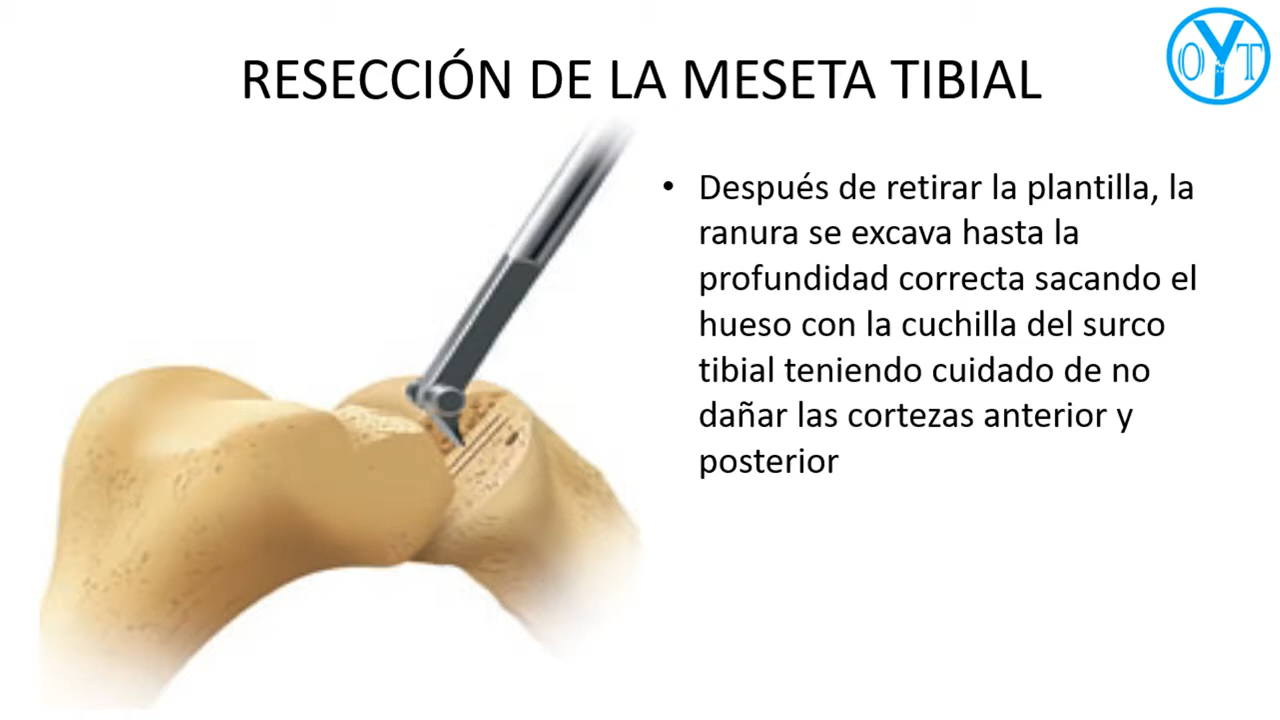 RESECCIÓN DE LA MESETA TIBIAL
OYT
• Después de retirar la plantilla, la
ranura se excava hasta la
profundidad correcta sacando el
hueso con la cuchilla del surco
tibial teniendo cuidado de no
dañar las cortezas anterior y
posterior